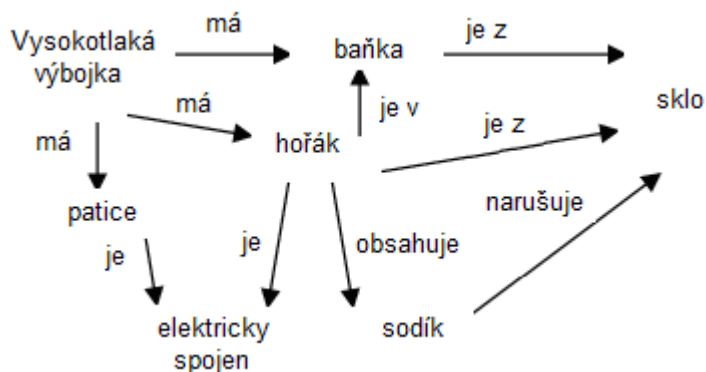 má
Vysokotlaká
výbojka
baňka
je z
sklo
má
je v
má
hořák
je z
patice
narušuje
je
je
obsahuje
elektricky
spojen
sodík